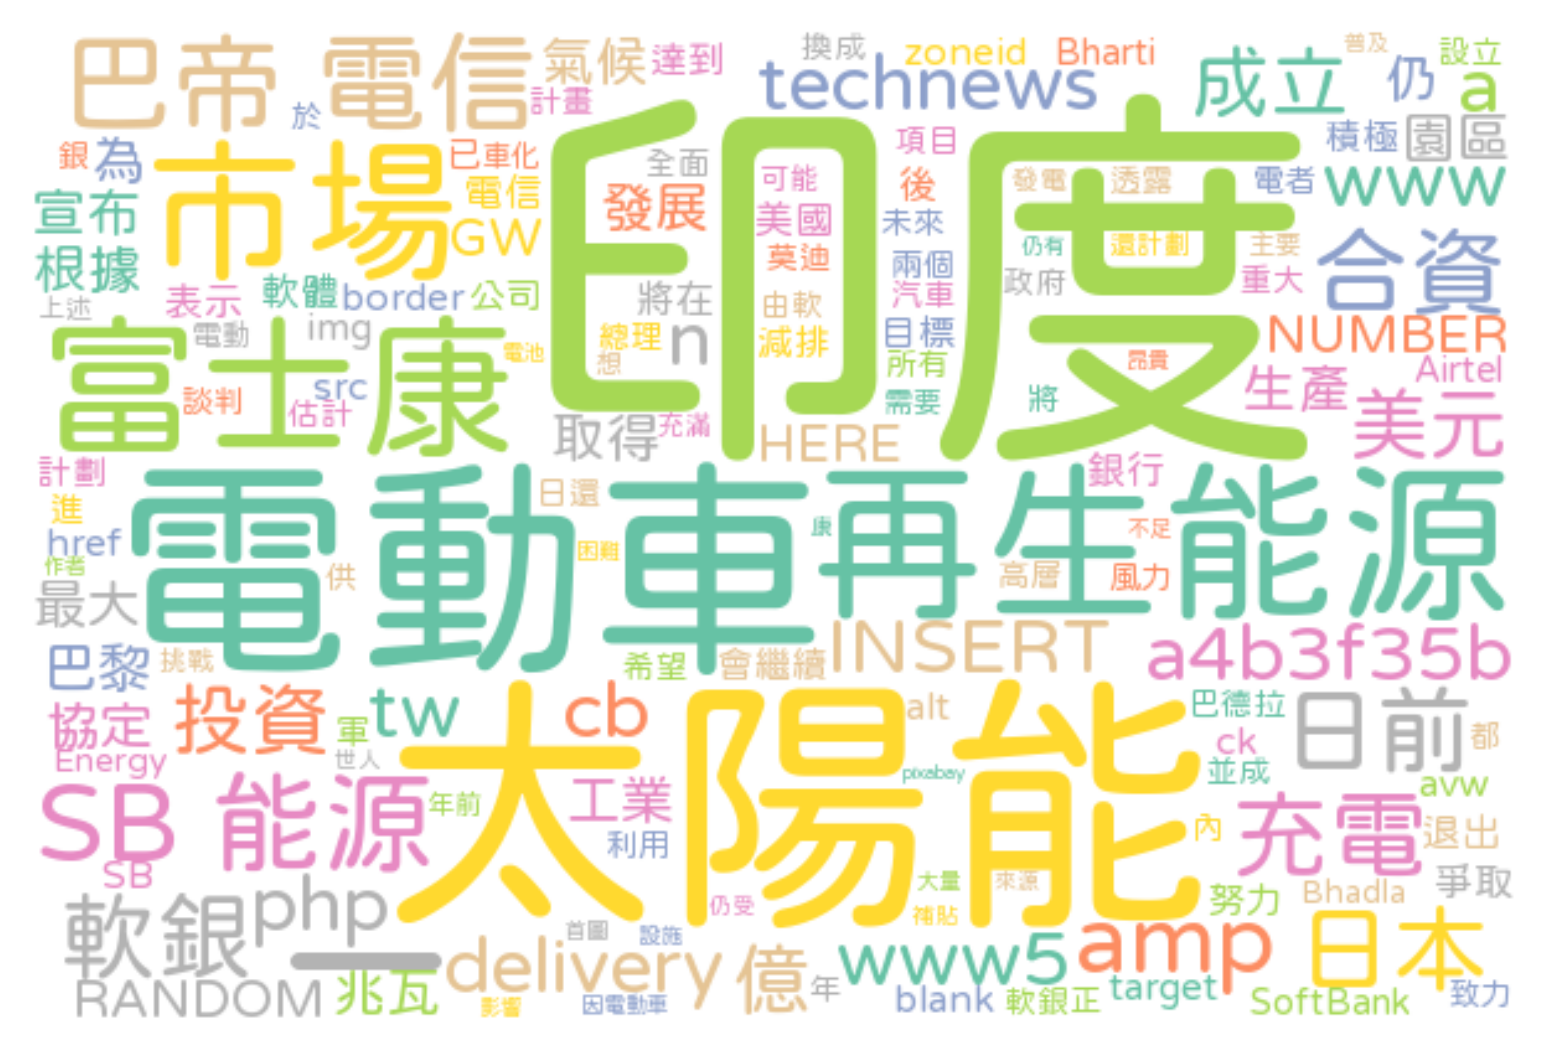 巴帝 電信 氣候 達到 換成 zoneid Bharti 普及 設立
於 計畫 technews 成立 仍 a
銀 為 市場 已車化 全面 項目 積極 園區
宣布 電信 發展 可能 後 發電 透露 電者 www
根據 GW 美國 未來 仍有 還計劃 主要 合資
上述 表示 軟體 border 公司 將在 莫迪 兩個 汽車 政府 重大
印度
富士康 電動 img 電池 總理 想 n 由軟 減排 目標 所有 昂貴 NUMBER
談判 src 估計 需要 將 生產 Airtel 美元
取得 充滿 HERE 銀行
計劃 進 電動車 日還 再生能源 康 不足
href 作者 供 困難 高層 風力
最大 INSERT a4b3f35b
巴黎 挑戰 希望 會繼續
協定 投資 軍 tw cb 太陽能 alt 巴德拉 日前 都
Energy 世人 pixabay ck 並成 avw
SB 能源 年前 工業 利用 內 充電 退出
SB 仍受 大量 來源 補貼 努力 Bhadla 爭取
軟銀 php 一 首圖 設施 amp 日本
RANDOM 兆瓦 delivery 影響 因電動車 億 年 www5 blank 軟銀正 target SoftBank 致力